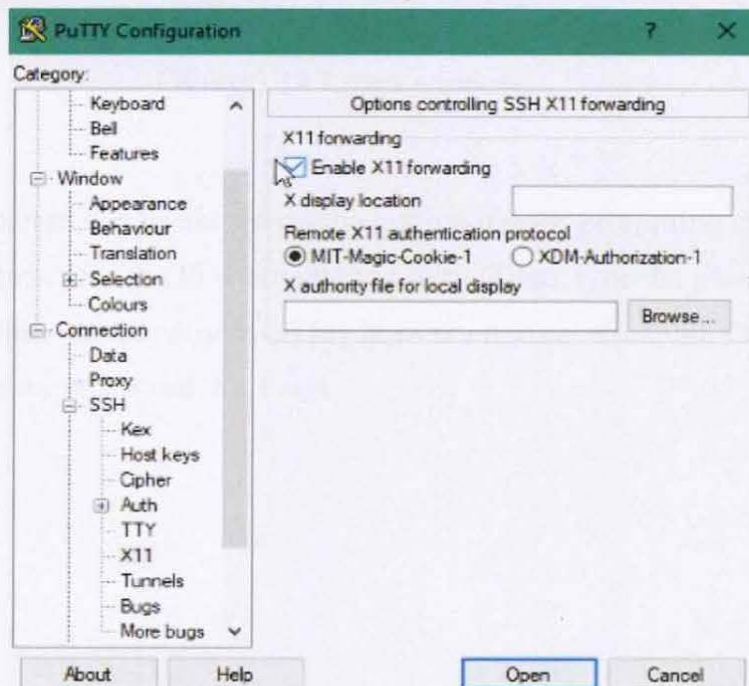 PuTTY Configuration
? ×
Category:
Keyboard
Bell
Features
Window
Appearance
Behaviour
Translation
Selection
Colours
Connection
Data
Proxy
SSH
Kex
Host keys
Cipher
Auth
TTY
X11
Tunnels
Bugs
More bugs
Options controlling SSH X11 forwarding
X11 forwarding
Enable X11 forwarding
X display location
Remote X11 authentication protocol
MIT-Magic-Cookie-1 XDM-Authorization-1
X authority file for local display
Browse...
About Help Open Cancel